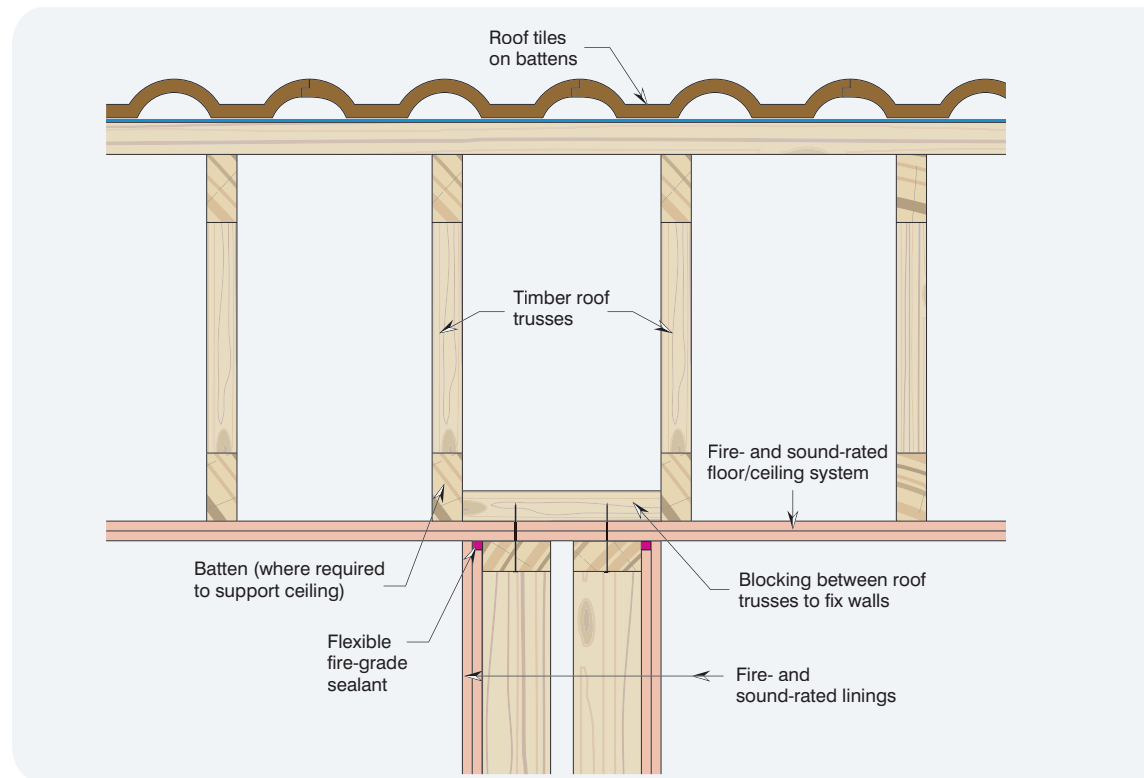 Roof tiles
on battens
Timber roof
trusses
Fire- and sound-rated
floor/ceiling system
Batten (where required
to support ceiling)
Blocking between roof
trusses to fix walls
Flexible
fire-grade
sealant
Fire- and
sound-rated linings